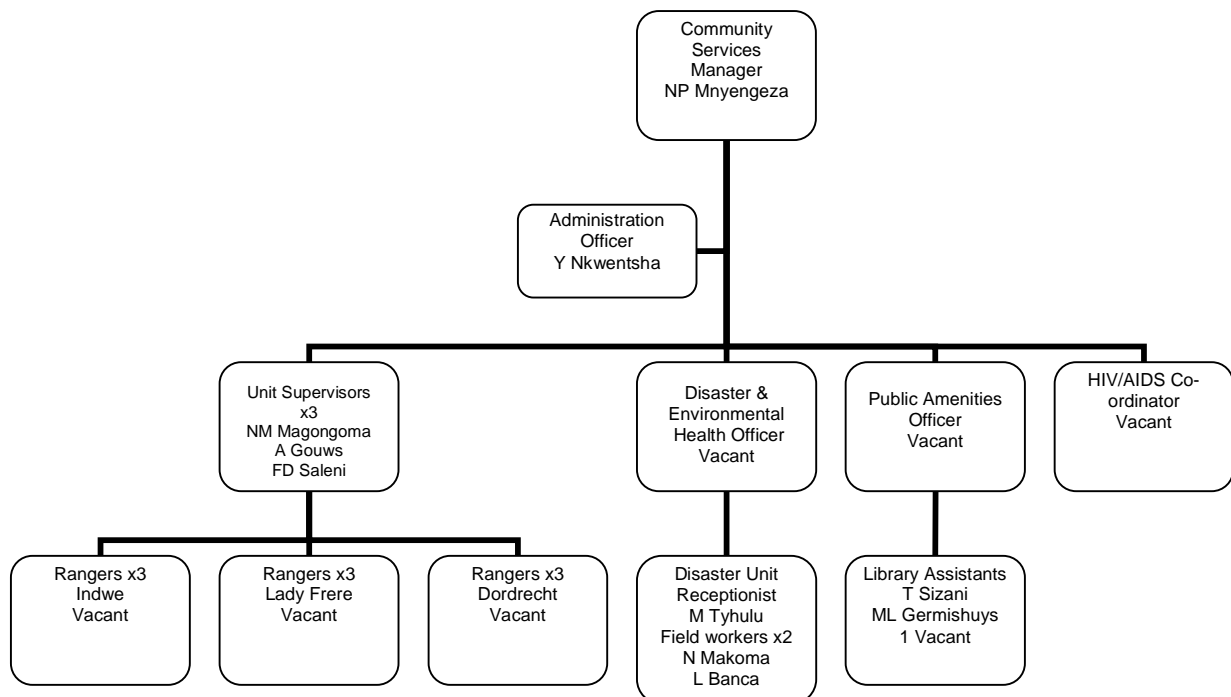 Community
Services
Manager
NP Mnyengeza
Administration
Officer
Y Nkwentsha
Unit Supervisors
x3
NM Magongoma
A Gouws
FD Saleni
Disaster &
Environmental
Health Officer
Vacant
Public Amenities
Officer
Vacant
HIV/AIDS Co-
ordinator
Vacant
Rangers x3
Indwe
Vacant
Rangers x3
Lady Frere
Vacant
Rangers x3
Dordrecht
Vacant
Disaster Unit
Receptionist
M Tyhulu
Field workers x2
N Makoma
L Banca
Library Assistants
T Sizani
ML Germishuys
1 Vacant